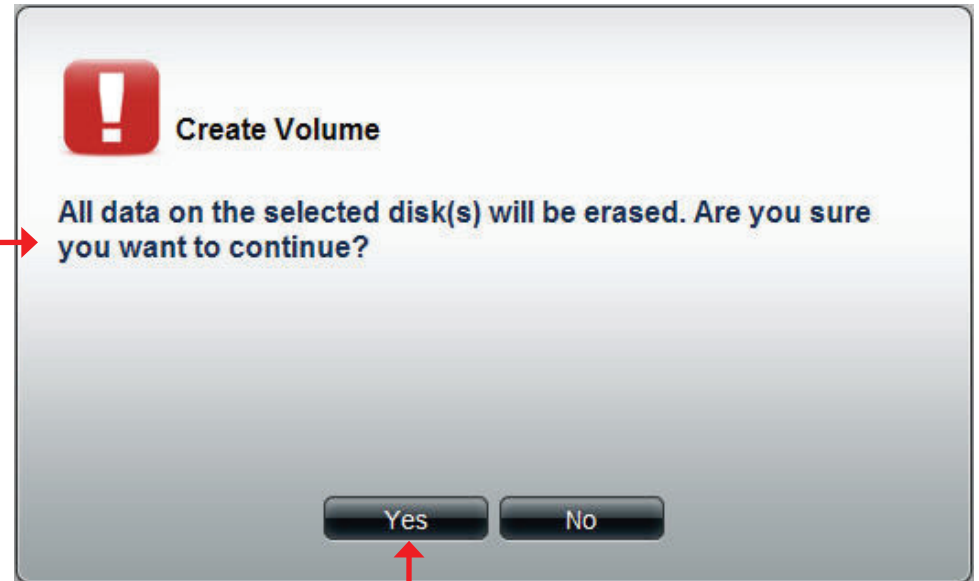 Create Volume
All data on the selected disk(s) will be erased. Are you sure
you want to continue?
Yes No